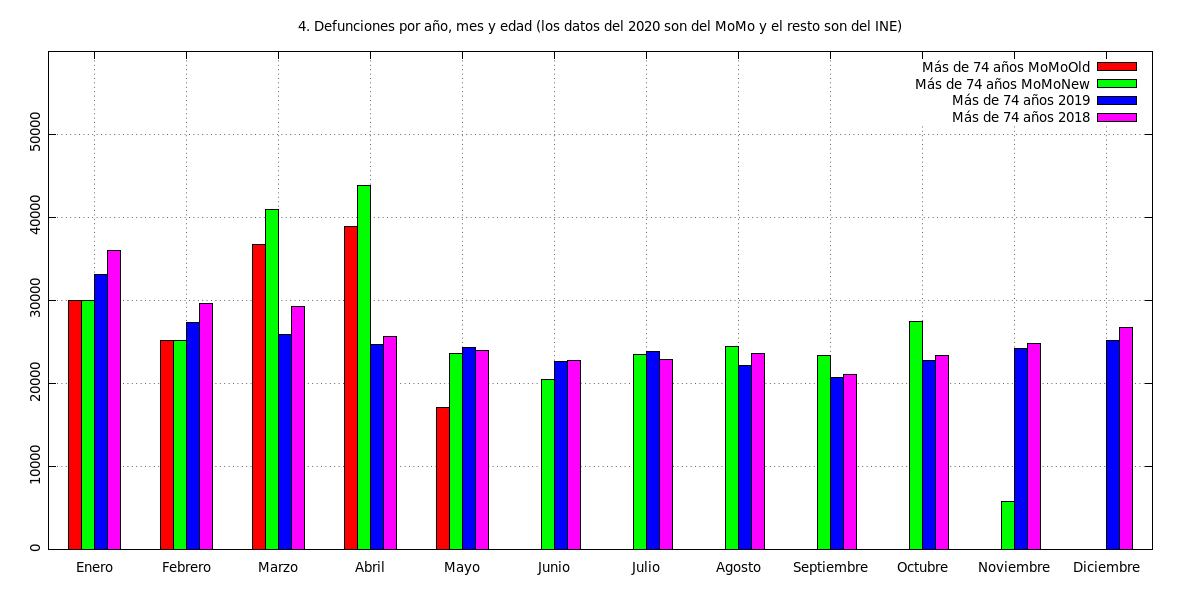 4. Defunciones por año, mes y edad (los datos del 2020 son del MoMo y el resto son del INE)
Más de 74 años MoMoOld
Más de 74 años MoMoNew
Más de 74 años 2019
Más de 74 años 2018
50000
40000
30000
20000
10000
0
Enero Febrero Marzo Abril Mayo Junio Julio Agosto Septiembre Octubre Noviembre Diciembre